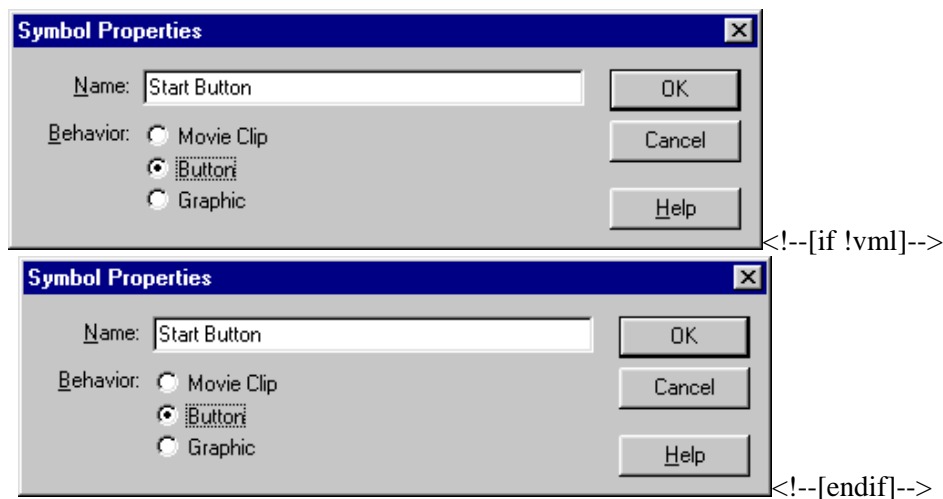 Symbol Properties
Name: Start Button OK
Behavior: Movie Clip Cancel
Button
Graphic Help
<!--[if !vml]-->
Symbol Properties
Name: Start Button OK
Behavior: Movie Clip Cancel
Button
Graphic Help
<!--[endif]-->